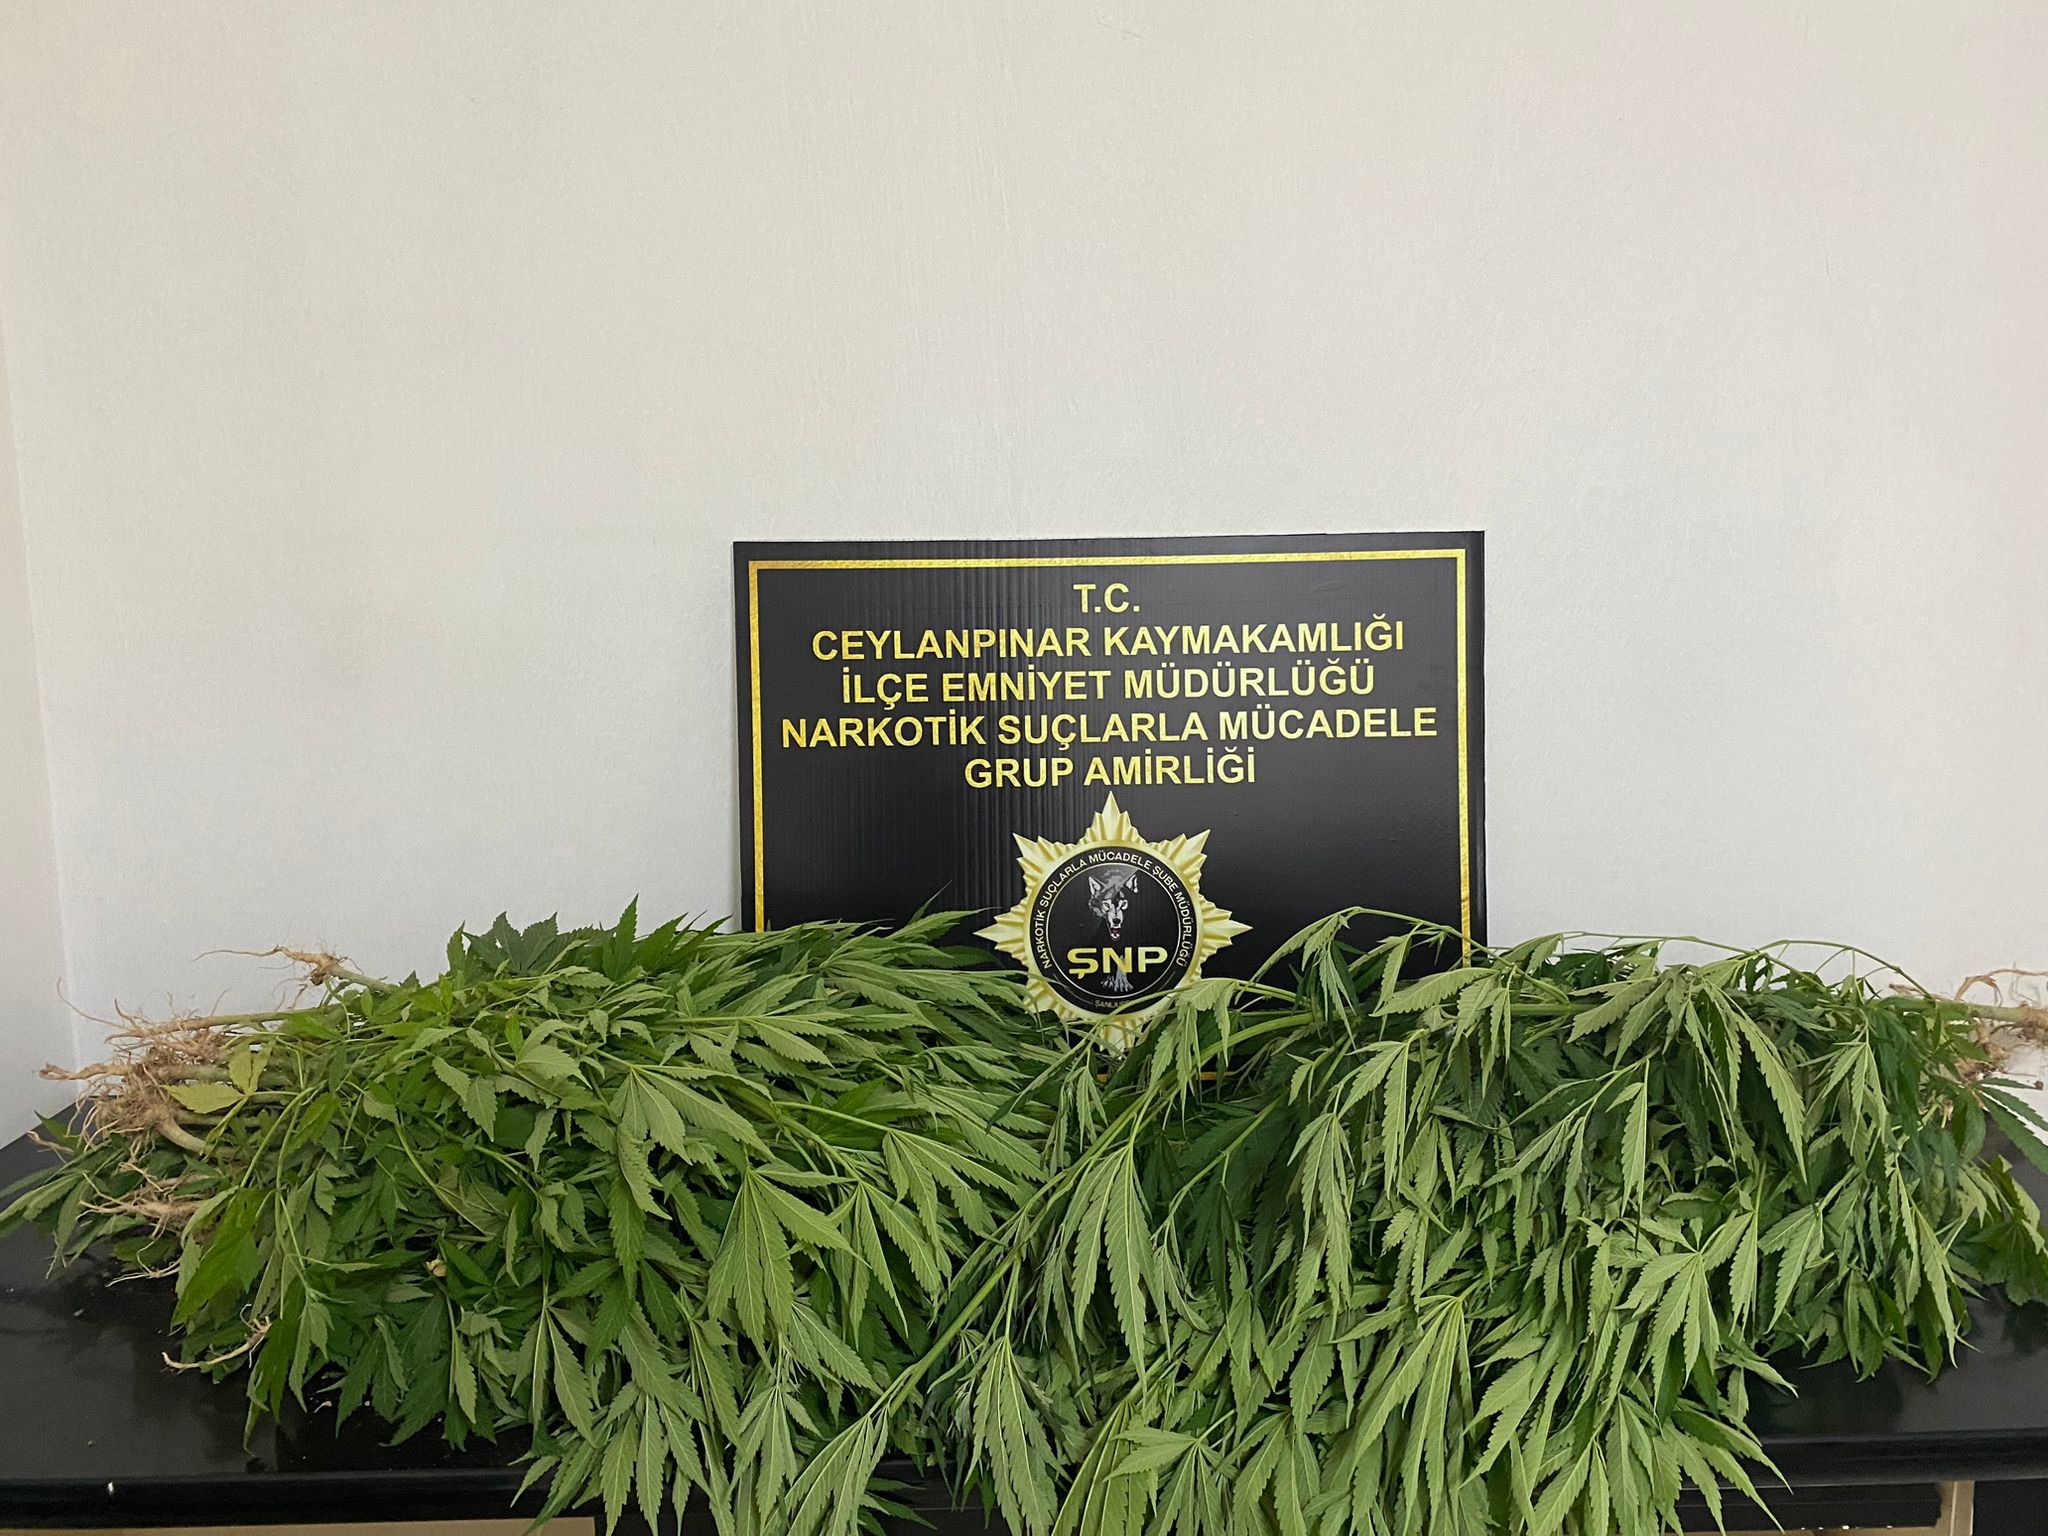 T.C.
CEYLANPINAR KAYMAKAMLIĞI
İLÇE EMNİYET MÜDÜRLÜĞÜ
NARKOTİK SUÇLARLA MÜCADELE
GRUP AMİRLİĞİ
NARKOTİK SUÇLARLA MÜCADELE ŞUBE MÜDÜRLÜĞÜ
ŞNP